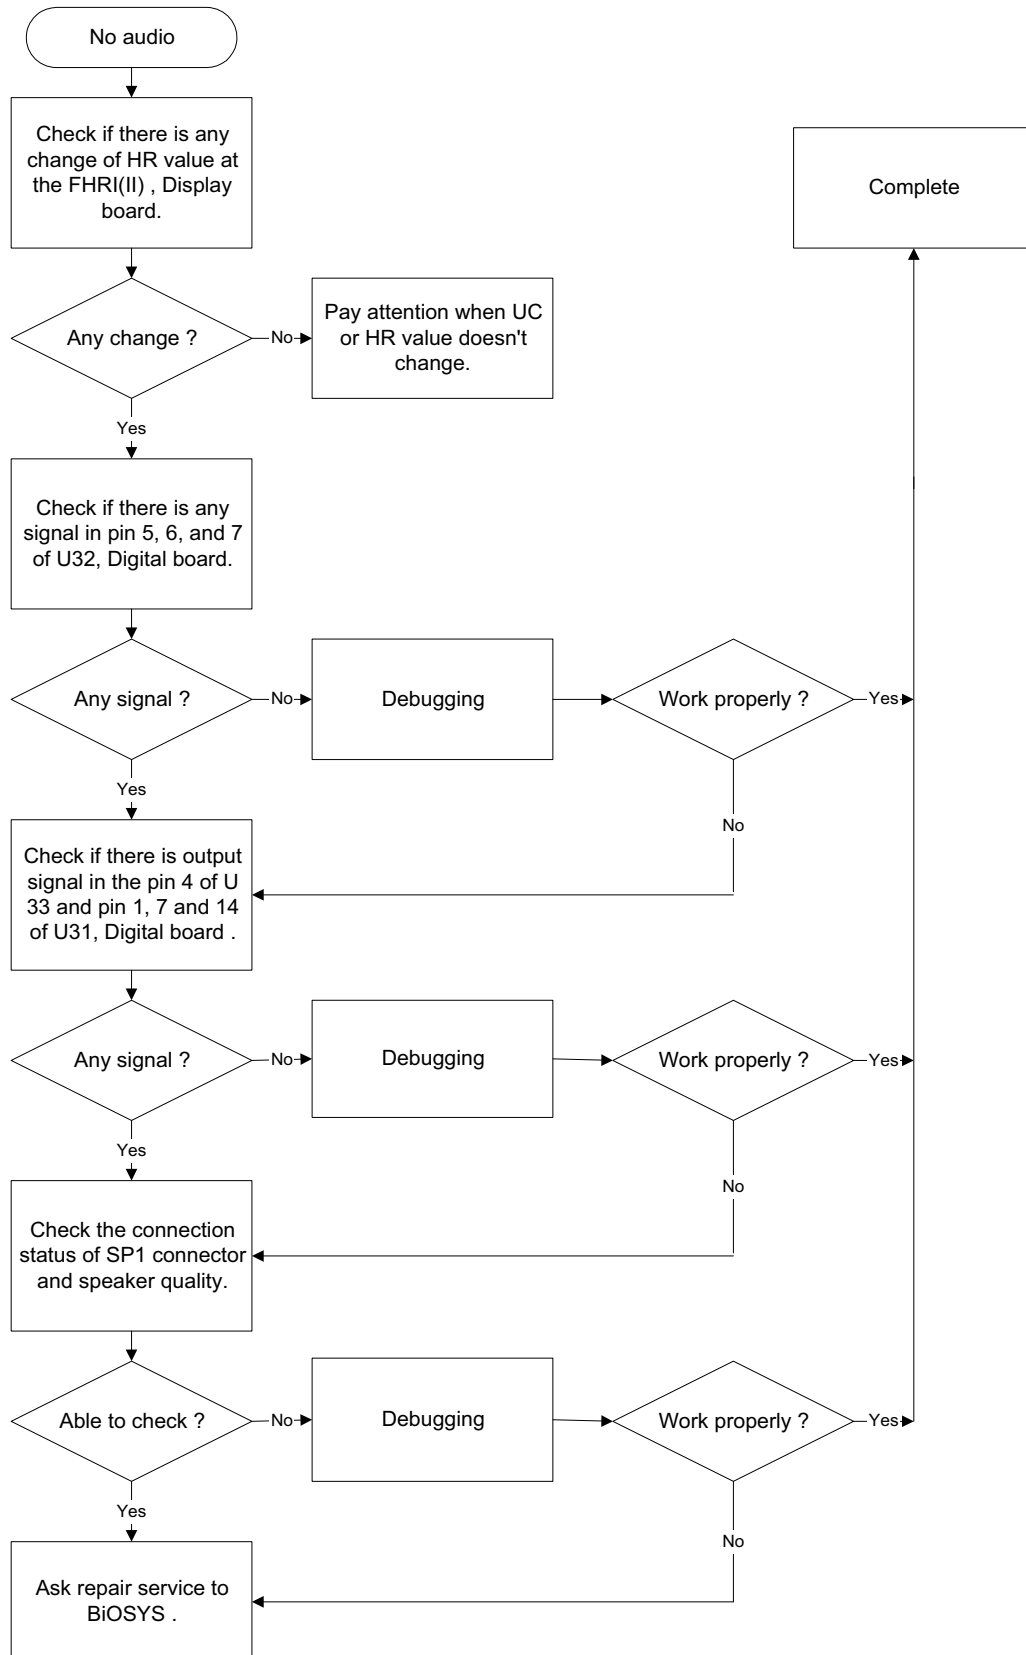 No audio
Check if there is any
change of HR value at
the FHRI(II) , Display
board.
Complete
Any change ?
No
Pay attention when UC
or HR value doesn't
change.
Yes
Check if there is any
signal in pin 5, 6, and 7
of U32, Digital board.
Any signal ?
No
Debugging
Work properly ?
Yes
Yes
No
Check if there is output
signal in the pin 4 of U
33 and pin 1, 7 and 14
of U31, Digital board .
Any signal ?
No
Debugging
Work properly ?
Yes
Yes
No
Check the connection
status of SP1 connector
and speaker quality.
Able to check ?
No
Debugging
Work properly ?
Yes
Yes
No
Ask repair service to
BiOSYS .